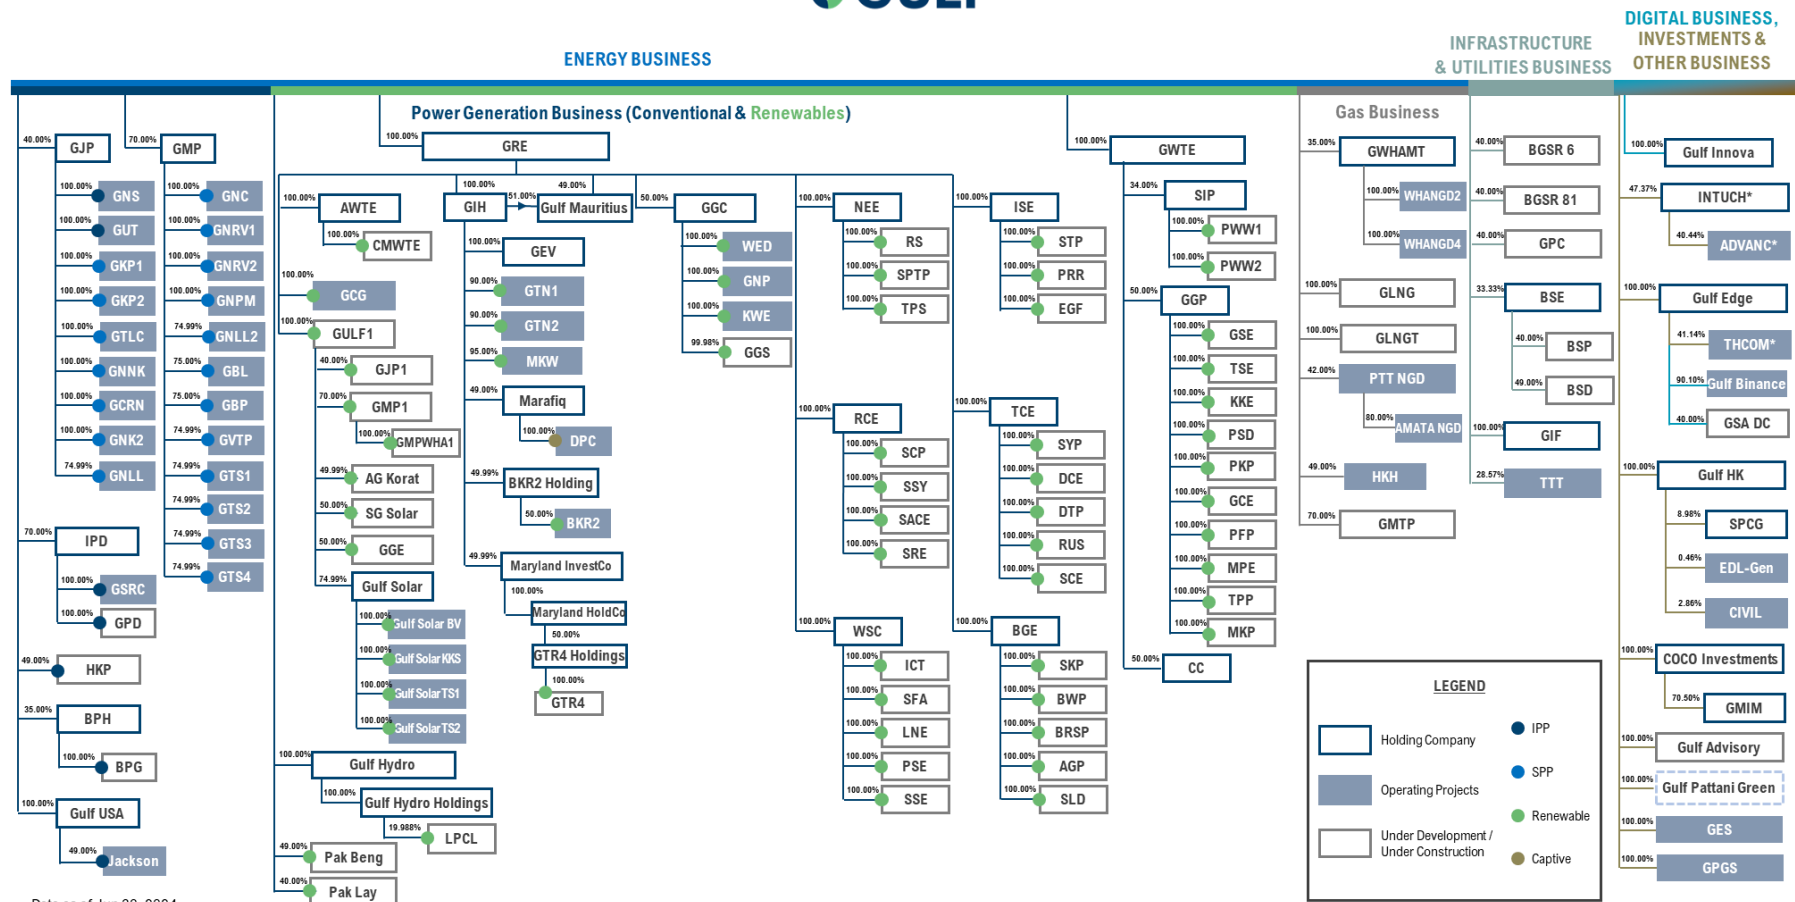 GULF
DIGITAL BUSINESS,
INVESTMENTS &
OTHER BUSINESS
INFRASTRUCTURE
& UTILITIES BUSINESS
ENERGY BUSINESS
Power Generation Business (Conventional & Renewables)
Gas Business
40.00% GJP
100.00% GNS
100.00% GUT
100.00% GKP1
100.00% GKP2
100.00% GTLC
100.00% GNNK
100.00% GCRN
100.00% GNK2
74.99% GNLL
70.00% GMP
100.00% GNC
100.00% GNRV1
100.00% GNRV2
100.00% GNPM
74.99% GNLL2
75.00% GBL
75.00% GBP
74.99% GVTP
74.99% GTS1
74.99% GTS2
74.99% GTS3
74.99% GTS4
70.00% IPD
100.00% GSRC
100.00% GPD
49.00% HKP
35.00% BPH
100.00% BPG
100.00% Gulf USA
49.00% Jackson
100.00% GRE
100.00% AWTE
100.00% CMWTE
100.00% GCG
100.00% GULF1
40.00% GJP1
70.00% GMP1
100.00% GMPWHA1
49.99% AG Korat
50.00% SG Solar
50.00% GGE
74.99% Gulf Solar
100.00% Gulf Solar BV
100.00% Gulf Solar KKS
100.00% Gulf Solar TS1
100.00% Gulf Solar TS2
100.00% Gulf Hydro
100.00% Gulf Hydro Holdings
19.988% LPCL
49.00% Pak Beng
40.00% Pak Lay
100.00% GIH
51.00% 49.00% Gulf Mauritius
100.00% GEV
90.00% GTN1
90.00% GTN2
95.00% MKW
49.00% Marafiq
100.00% DPC
49.99% BKR2 Holding
50.00% BKR2
49.99% Maryland InvestCo
100.00% Maryland HoldCo
50.00% GTR4 Holdings
100.00% GTR4
50.00% GGC
100.00% WED
100.00% GNP
100.00% KWE
99.98% GGS
100.00% NEE
100.00% RS
100.00% SPTP
100.00% TPS
100.00% RCE
100.00% SCP
100.00% SSY
100.00% SACE
100.00% SRE
100.00% WSC
100.00% ICT
100.00% SFA
100.00% LNE
100.00% PSE
100.00% SSE
100.00% ISE
100.00% STP
100.00% PRR
100.00% EGF
100.00% TCE
100.00% SYP
100.00% DCE
100.00% DTP
100.00% RUS
100.00% SCE
100.00% BGE
100.00% SKP
100.00% BWP
100.00% BRSP
100.00% AGP
100.00% SLD
100.00% GWTE
34.00% SIP
100.00% PWW1
100.00% PWW2
50.00% GGP
100.00% GSE
100.00% TSE
100.00% KKE
100.00% PSD
100.00% PKP
100.00% GCE
100.00% PFP
100.00% MPE
100.00% TPP
100.00% MKP
50.00% CC
35.00% GWHAMT
100.00% WHANGD2
100.00% WHANGD4
100.00% GLNG
100.00% GLNGT
42.00% PTT NGD
80.00% AMATA NGD
49.00% HKH
70.00% GMTP
40.00% BGSR 6
40.00% BGSR 81
40.00% GPC
33.33% BSE
40.00% BSP
49.00% BSD
100.00% GIF
28.57% TTT
100.00% Gulf Innova
47.37% INTUCH*
40.44% ADVANC*
100.00% Gulf Edge
41.14% THCOM*
90.10% Gulf Binance
40.00% GSA DC
100.00% Gulf HK
8.98% SPCG
0.46% EDL-Gen
2.86% CIVIL
100.00% COCO Investments
70.50% GMIM
100.00% Gulf Advisory
100.00% Gulf Pattani Green
100.00% GES
100.00% GPGS
LEGEND
Holding Company
Operating Projects
Under Development /
Under Construction
IPP
SPP
Renewable
Captive